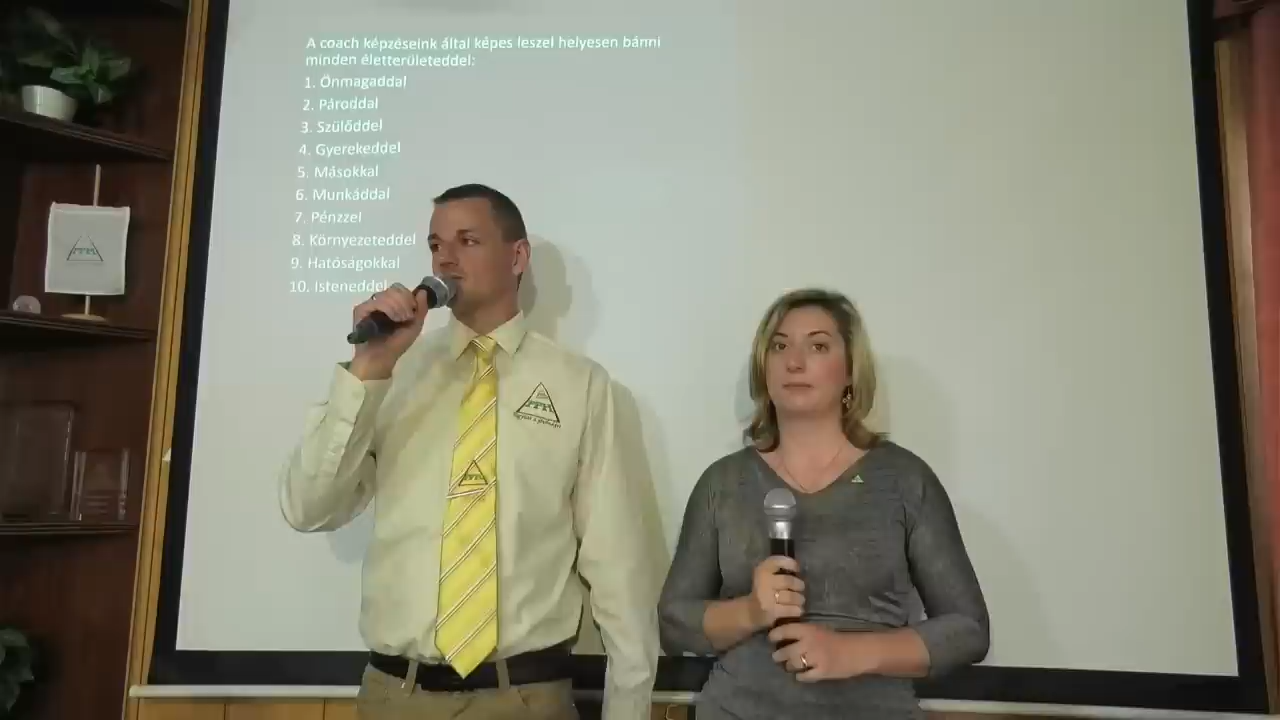 A coach képzéseink által képes leszel helyesen bánni
minden életterületeddel:
1. Önmagaddal
2. Pároddal
3. Szülőddel
4. Gyerekeddel
5. Másokkal
6. Munkáddal
7. Pénzzel
8. Környezeteddel
9. Hatóságokkal
10. Isteneddel